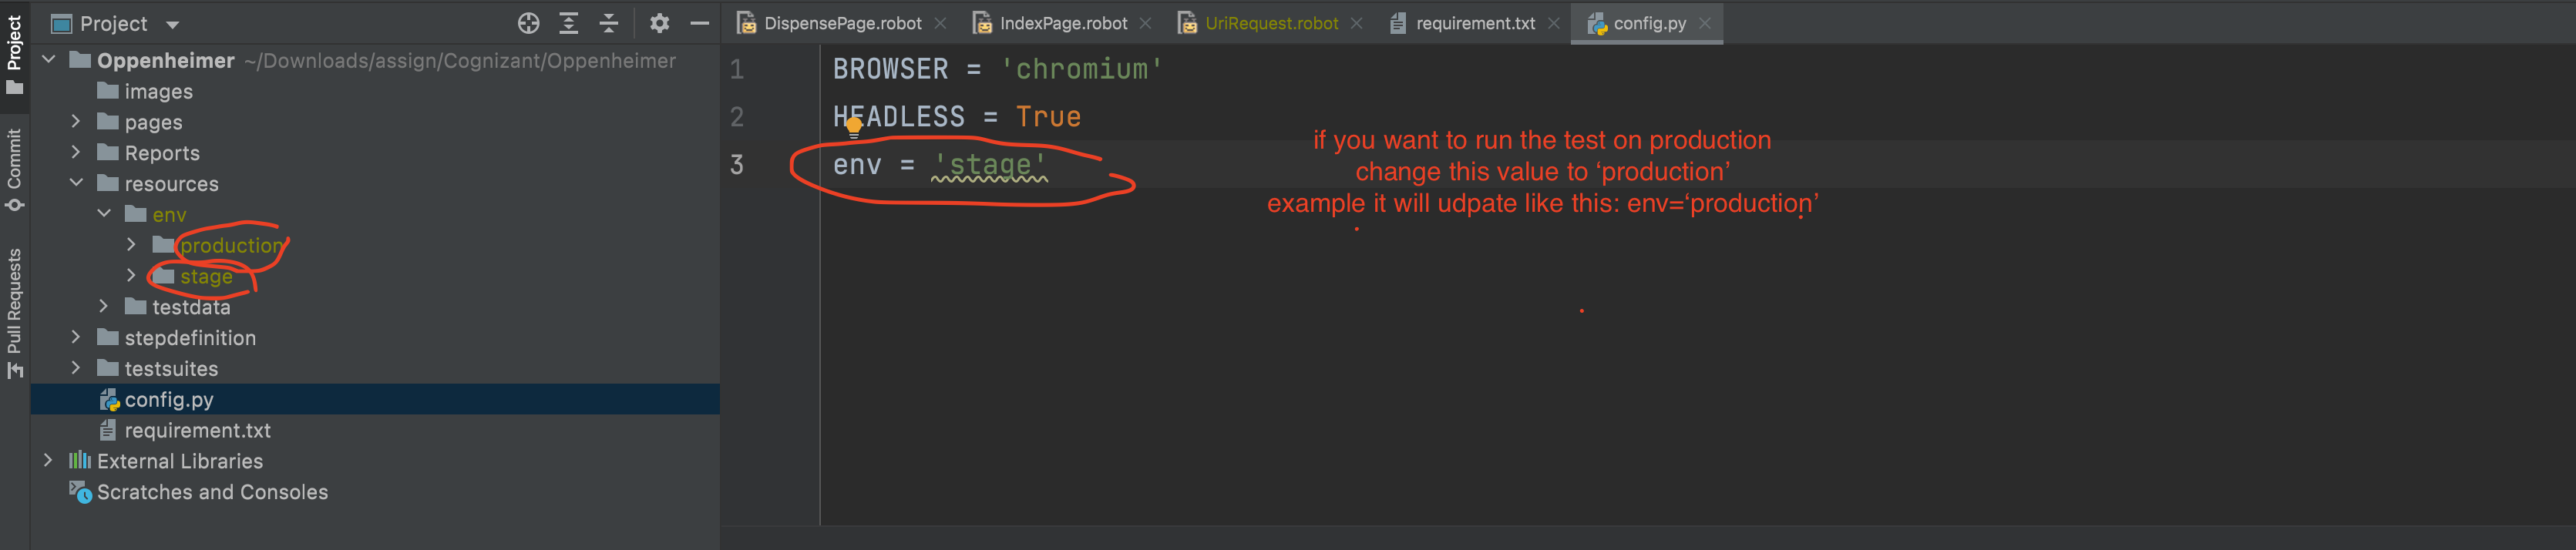 Project
DispensePage.robot
IndexPage.robot
UriRequest.robot
requirement.txt
config.py
Project
Commit
Pull Requests
Oppenheimer ~/Downloads/assign/Cognizant/Oppenheimer
images
pages
Reports
resources
env
production
stage
testdata
stepdefinition
testsuites
config.py
requirement.txt
External Libraries
Scratches and Consoles
1 BROWSER = 'chromium'
2 HEADLESS = True
3 env = 'stage'
if you want to run the test on production
change this value to ‘production’
example it will udpate like this: env=‘production’